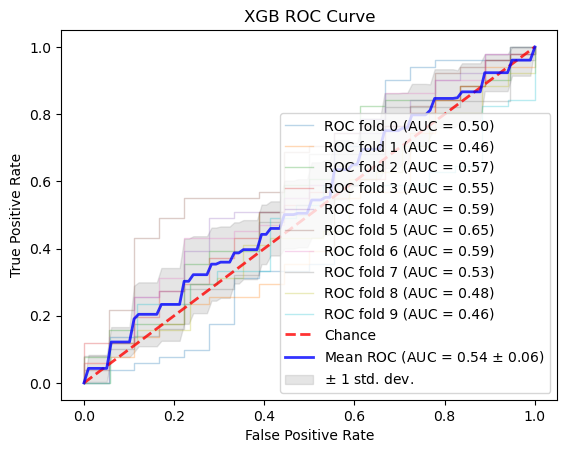 XGB ROC Curve
True Positive Rate
1.0
0.8
0.6
0.4
0.2
0.0
ROC fold 0 (AUC = 0.50)
ROC fold 1 (AUC = 0.46)
ROC fold 2 (AUC = 0.57)
ROC fold 3 (AUC = 0.55)
ROC fold 4 (AUC = 0.59)
ROC fold 5 (AUC = 0.65)
ROC fold 6 (AUC = 0.59)
ROC fold 7 (AUC = 0.53)
ROC fold 8 (AUC = 0.48)
ROC fold 9 (AUC = 0.46)
Chance
Mean ROC (AUC = 0.54 ± 0.06)
± 1 std. dev.
0.0 0.2 0.4 0.6 0.8 1.0
False Positive Rate